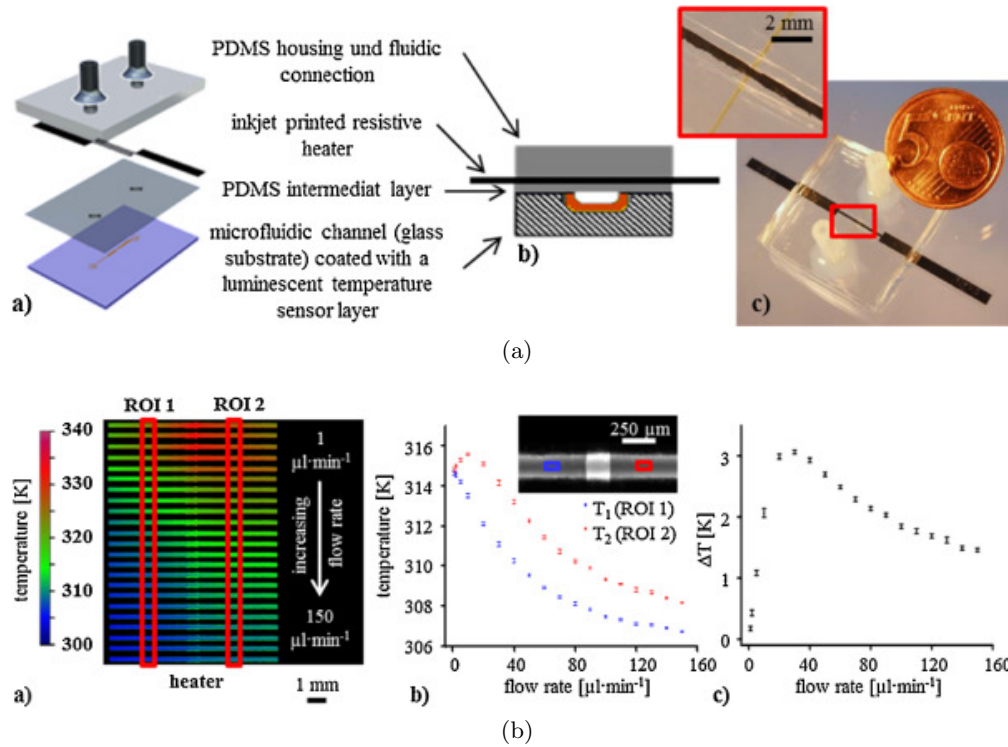 2 mm
PDMS housing und fluidic
connection
inkjet printed resistive
heater
PDMS intermediat layer
microfluidic channel (glass
substrate) coated with a
luminescent temperature
sensor layer
a)
b)
c)
5
(a)
temperature [K]
340
330
320
310
300
ROI 1
ROI 2
1
µl·min⁻¹
increasing
flow rate
150
µl·min⁻¹
heater
1 mm
a)
temperature [K]
316
314
312
310
308
306
250 µm
T₁ (ROI 1)
T₂ (ROI 2)
0 40 80 120 160
flow rate [µl·min⁻¹]
b)
ΔT [K]
3
2
1
0
0 40 80 120 160
flow rate [µl·min⁻¹]
c)
(b)